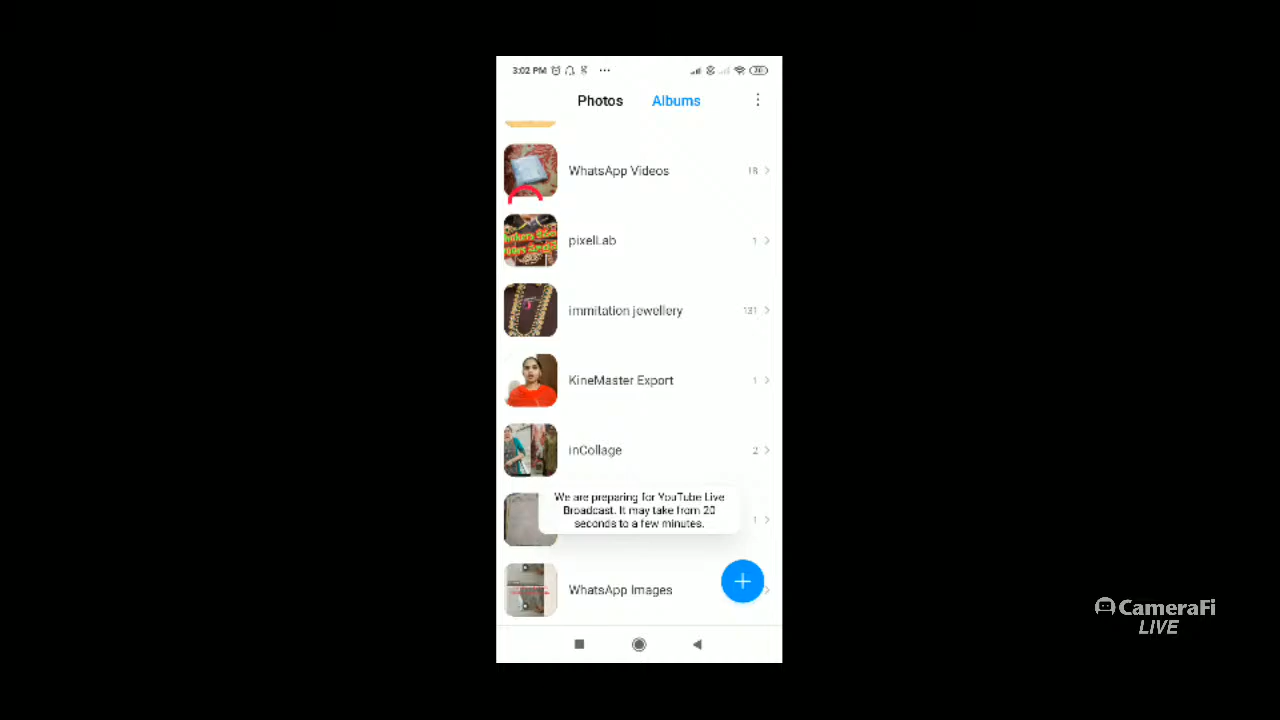 3:02 PM
Photos
Albums
WhatsApp Videos
18
pixelLab
1
immitation jewellery
131
KineMaster Export
1
inCollage
2
We are preparing for YouTube Live
Broadcast. It may take from 20
seconds to a few minutes.
1
WhatsApp Images
CameraFi
LIVE